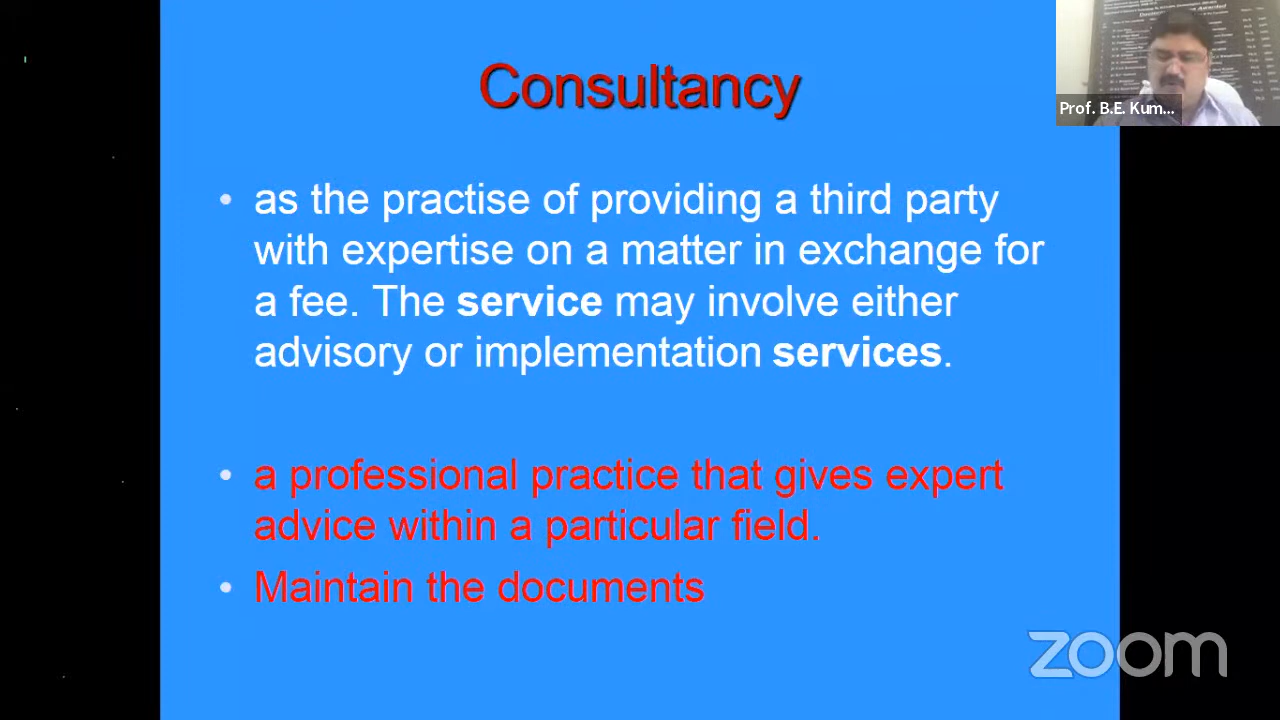 Consultancy
Prof. B.E. Kum...
• as the practise of providing a third party
with expertise on a matter in exchange for
a fee. The service may involve either
advisory or implementation services.
• a professional practice that gives expert
advice within a particular field.
• Maintain the documents
zoom